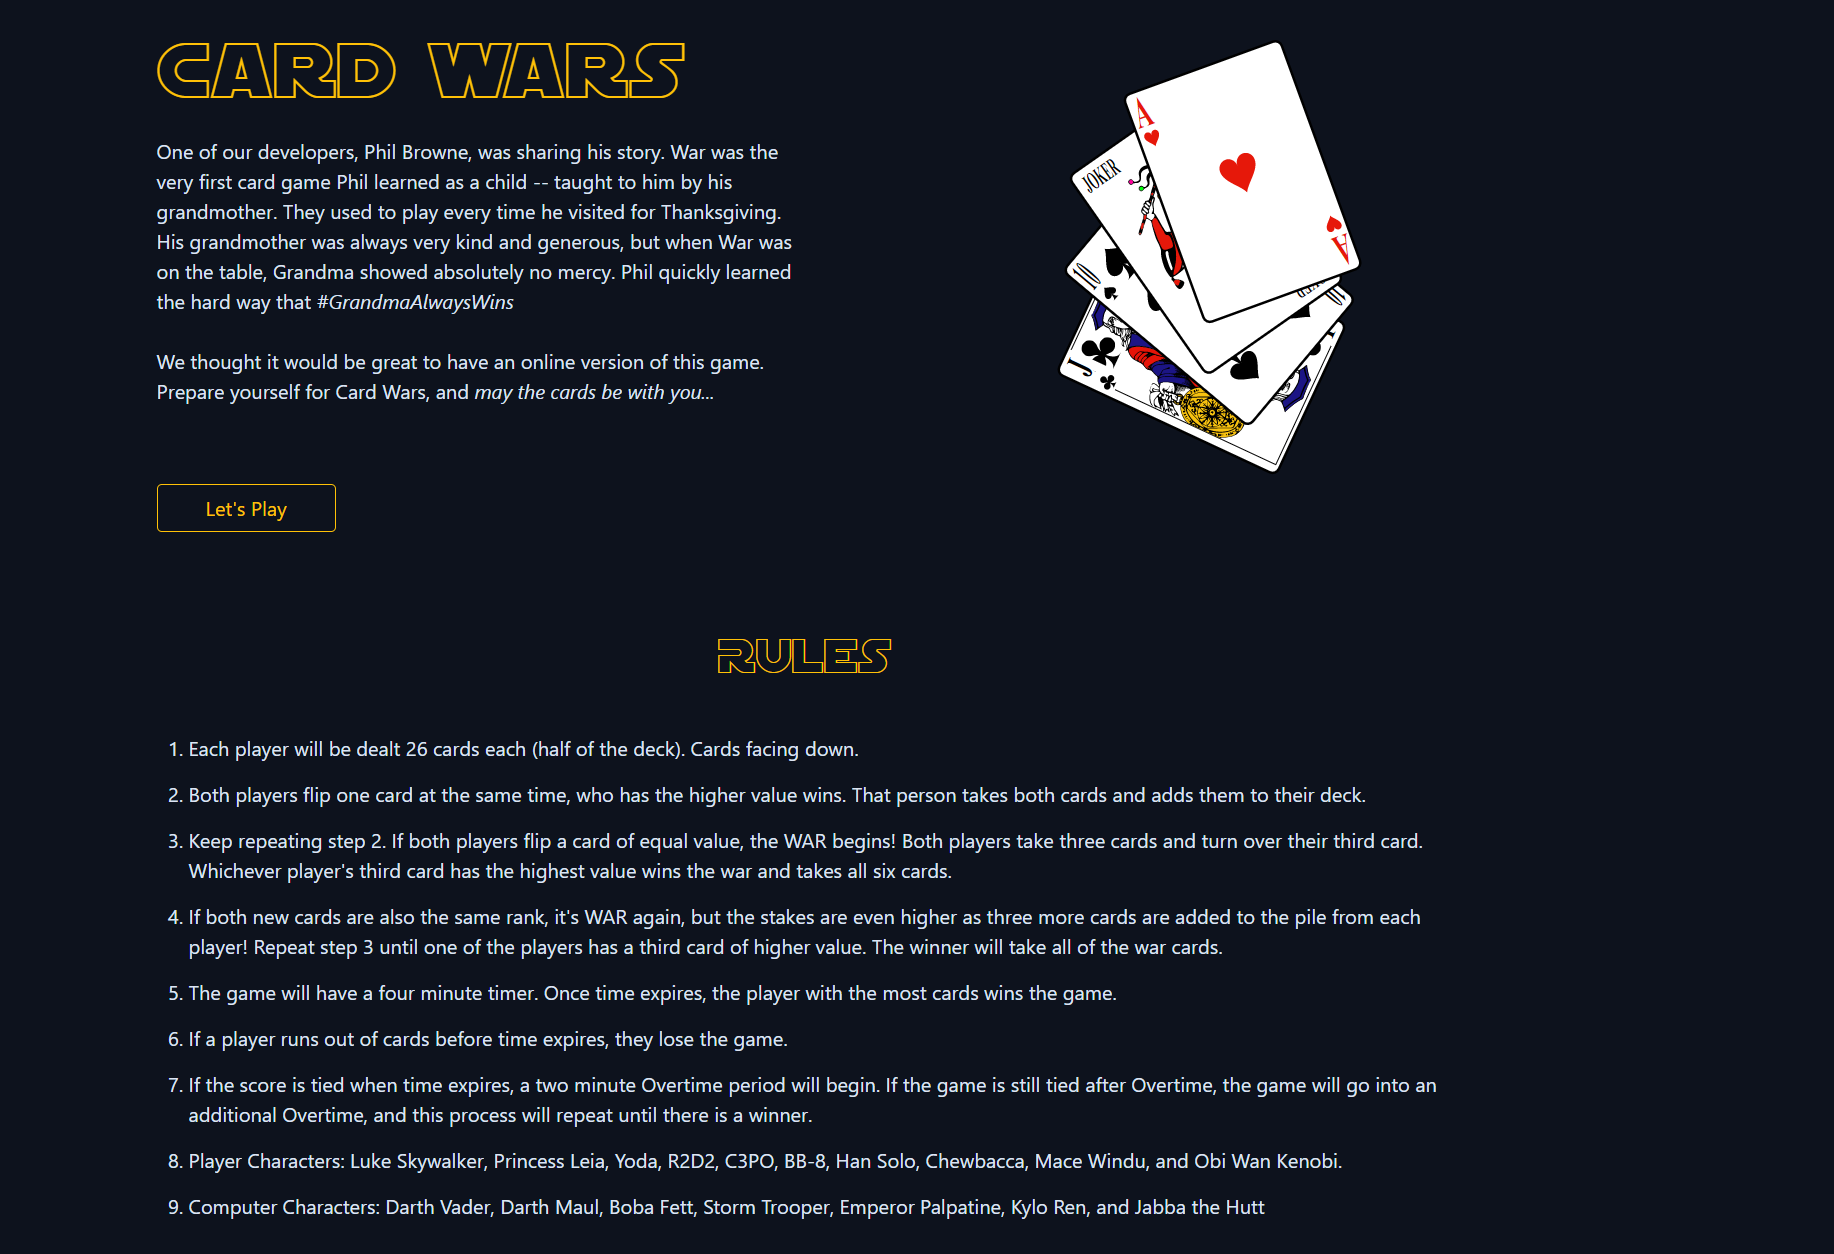 CARD WARS
One of our developers, Phil Browne, was sharing his story. War was the
very first card game Phil learned as a child -- taught to him by his
grandmother. They used to play every time he visited for Thanksgiving.
His grandmother was always very kind and generous, but when War was
on the table, Grandma showed absolutely no mercy. Phil quickly learned
the hard way that #GrandmaAlwaysWins
We thought it would be great to have an online version of this game.
Prepare yourself for Card Wars, and may the cards be with you...
Let's Play
A
A
JOKER
JOKER
10
10
J
RULES
1. Each player will be dealt 26 cards each (half of the deck). Cards facing down.
2. Both players flip one card at the same time, who has the higher value wins. That person takes both cards and adds them to their deck.
3. Keep repeating step 2. If both players flip a card of equal value, the WAR begins! Both players take three cards and turn over their third card.
Whichever player's third card has the highest value wins the war and takes all six cards.
4. If both new cards are also the same rank, it's WAR again, but the stakes are even higher as three more cards are added to the pile from each
player! Repeat step 3 until one of the players has a third card of higher value. The winner will take all of the war cards.
5. The game will have a four minute timer. Once time expires, the player with the most cards wins the game.
6. If a player runs out of cards before time expires, they lose the game.
7. If the score is tied when time expires, a two minute Overtime period will begin. If the game is still tied after Overtime, the game will go into an
additional Overtime, and this process will repeat until there is a winner.
8. Player Characters: Luke Skywalker, Princess Leia, Yoda, R2D2, C3PO, BB-8, Han Solo, Chewbacca, Mace Windu, and Obi Wan Kenobi.
9. Computer Characters: Darth Vader, Darth Maul, Boba Fett, Storm Trooper, Emperor Palpatine, Kylo Ren, and Jabba the Hutt